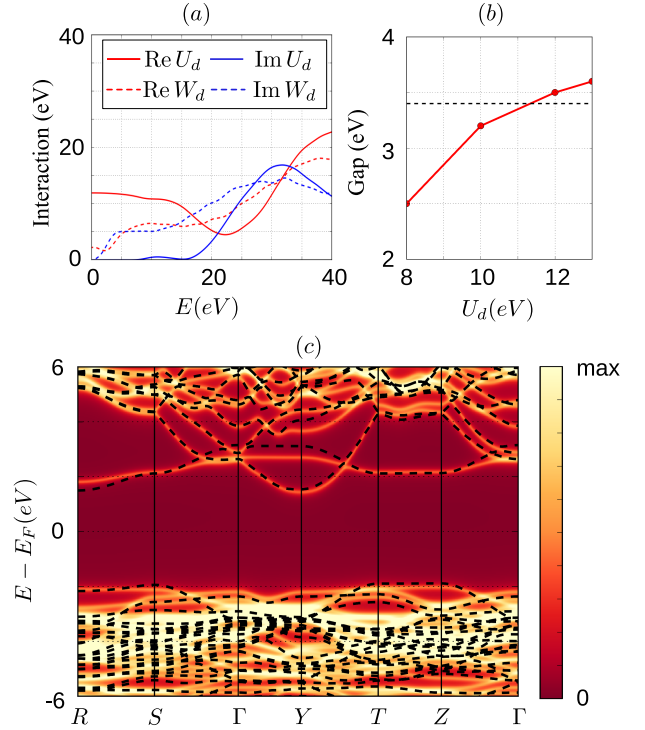 (a)
40
20
0
Interaction (eV)
Re U_d
Im U_d
Re W_d
Im W_d
0
20
40
E(eV)
(b)
4
3
2
Gap (eV)
8
10
12
U_d(eV)
(c)
6
0
-6
E − E_F(eV)
R
S
Γ
Y
T
Z
Γ
max
0